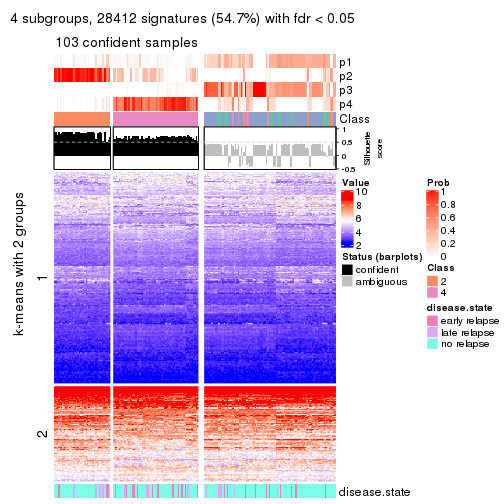 4 subgroups, 28412 signatures (54.7%) with fdr < 0.05
103 confident samples
p1
p2
p3
p4
Class
1
0.5
0
-0.5
Silhouette
score
k-means with 2 groups
1
2
disease.state
Value
10
8
6
4
2
Status (barplots)
confident
ambiguous
Prob
1
0.8
0.6
0.4
0.2
0
Class
2
4
disease.state
early relapse
late relapse
no relapse